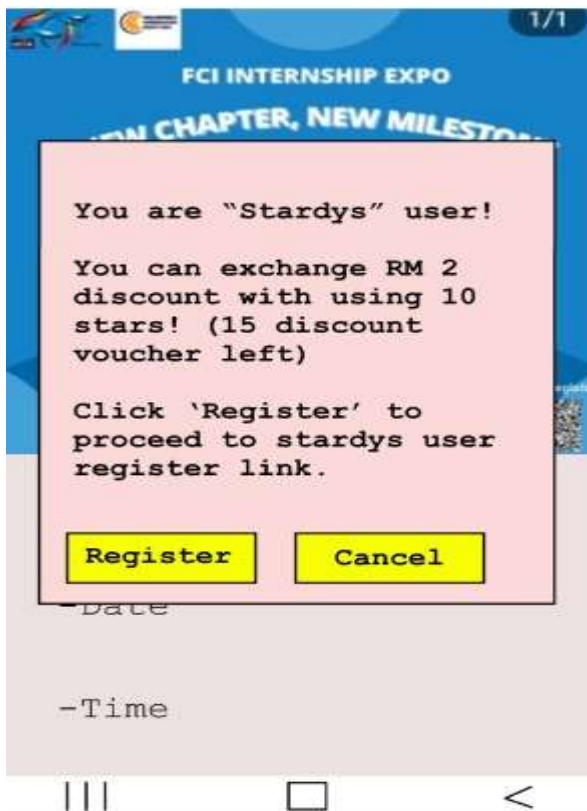 1/1
FCI INTERNSHIP EXPO
NEW CHAPTER, NEW MILESTONE
You are “Stardys” user!
You can exchange RM 2
discount with using 10
stars! (15 discount
voucher left)
Click ‘Register’ to
proceed to stardys user
register link.
Register
Cancel
-Date
-Time